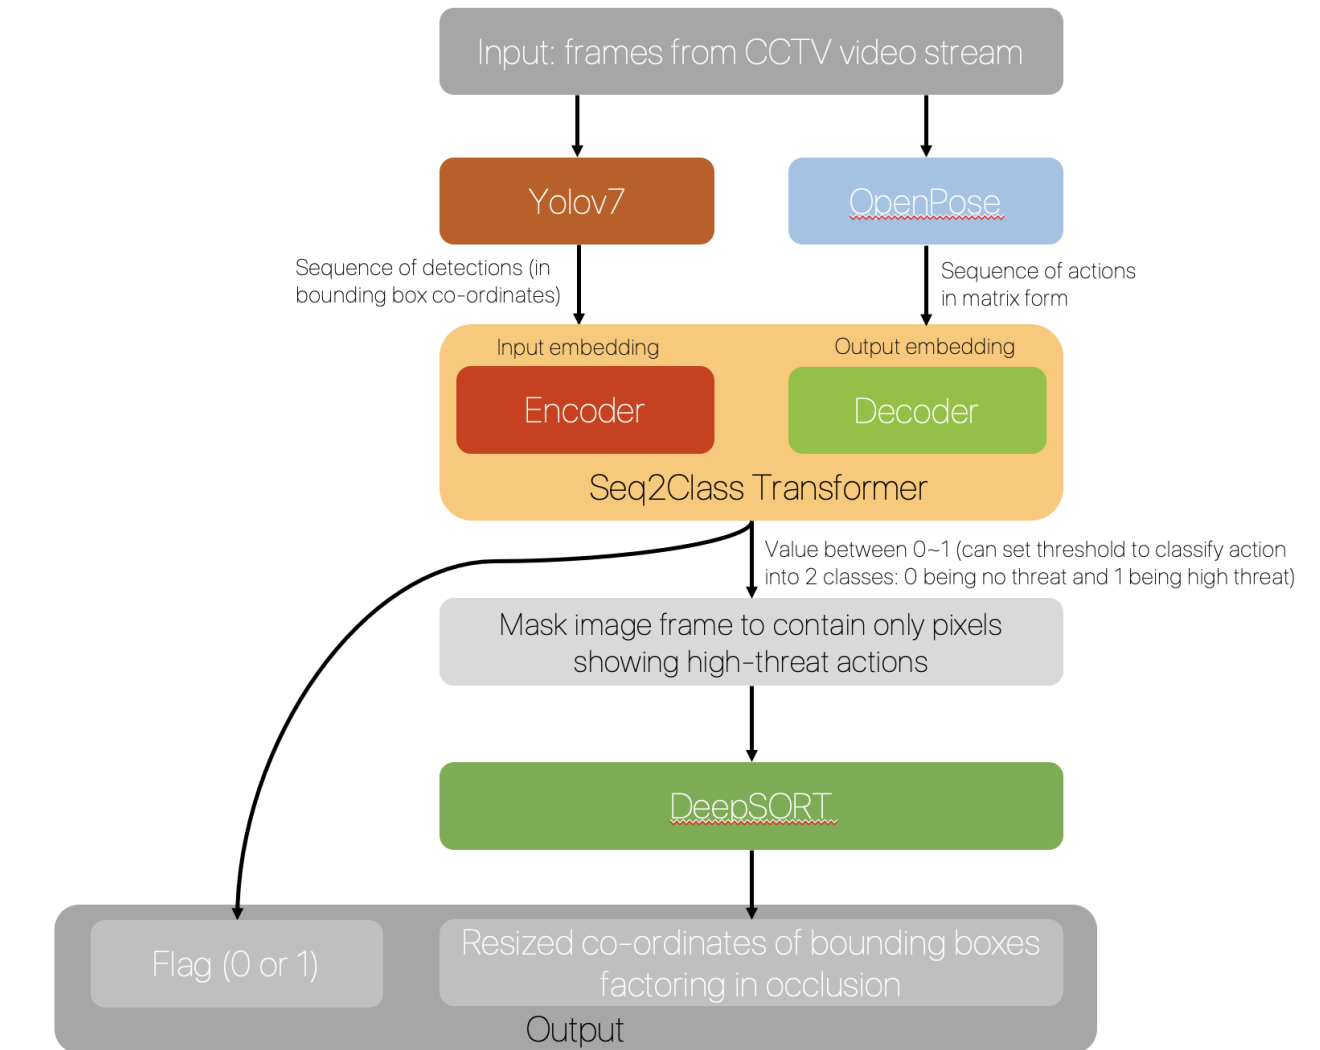 Input: frames from CCTV video stream
Yolov7
OpenPose
Sequence of detections (in
bounding box co-ordinates)
Sequence of actions
in matrix form
Input embedding
Output embedding
Encoder
Decoder
Seq2Class Transformer
Value between 0~1 (can set threshold to classify action
into 2 classes: 0 being no threat and 1 being high threat)
Mask image frame to contain only pixels
showing high-threat actions
DeepSORT
Flag (0 or 1)
Resized co-ordinates of bounding boxes
factoring in occlusion
Output